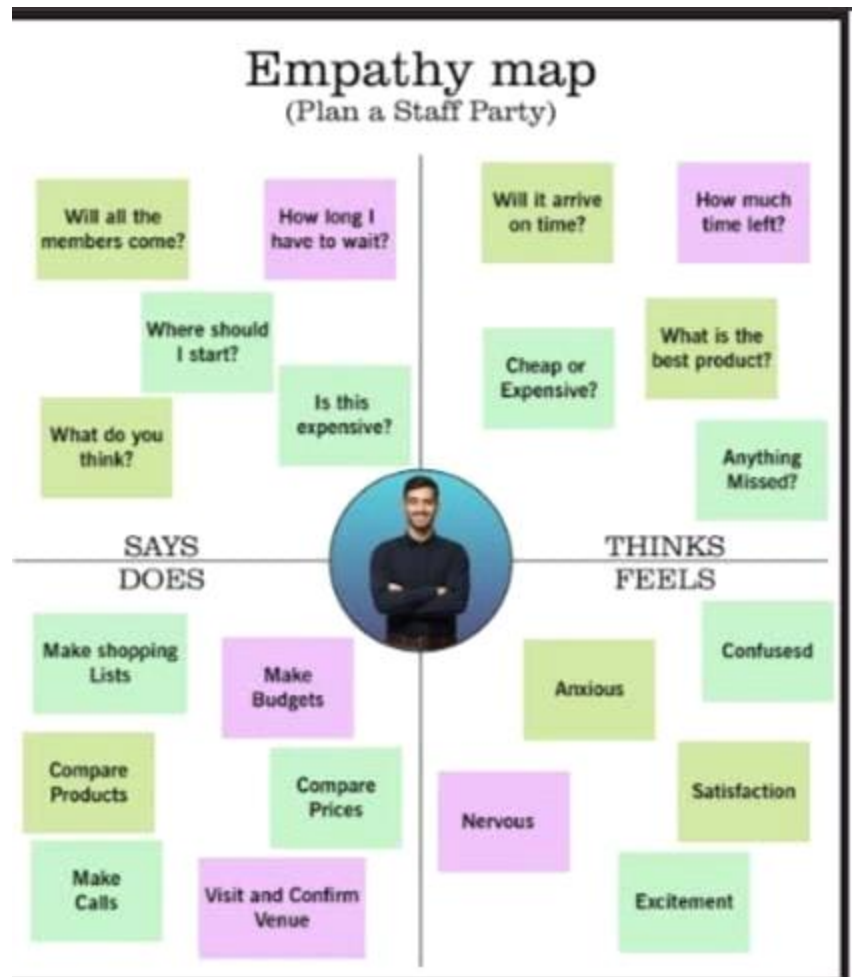 Empathy map
(Plan a Staff Party)
Will all the
members come?
How long I
have to wait?
Where should
I start?
Is this
expensive?
What do you
think?
SAYS
Will it arrive
on time?
How much
time left?
What is the
best product?
Cheap or
Expensive?
Anything
Missed?
THINKS
DOES
Make shopping
Lists
Make
Budgets
Compare
Products
Compare
Prices
Make
Calls
Visit and Confirm
Venue
FEELS
Confusesd
Anxious
Satisfaction
Nervous
Excitement